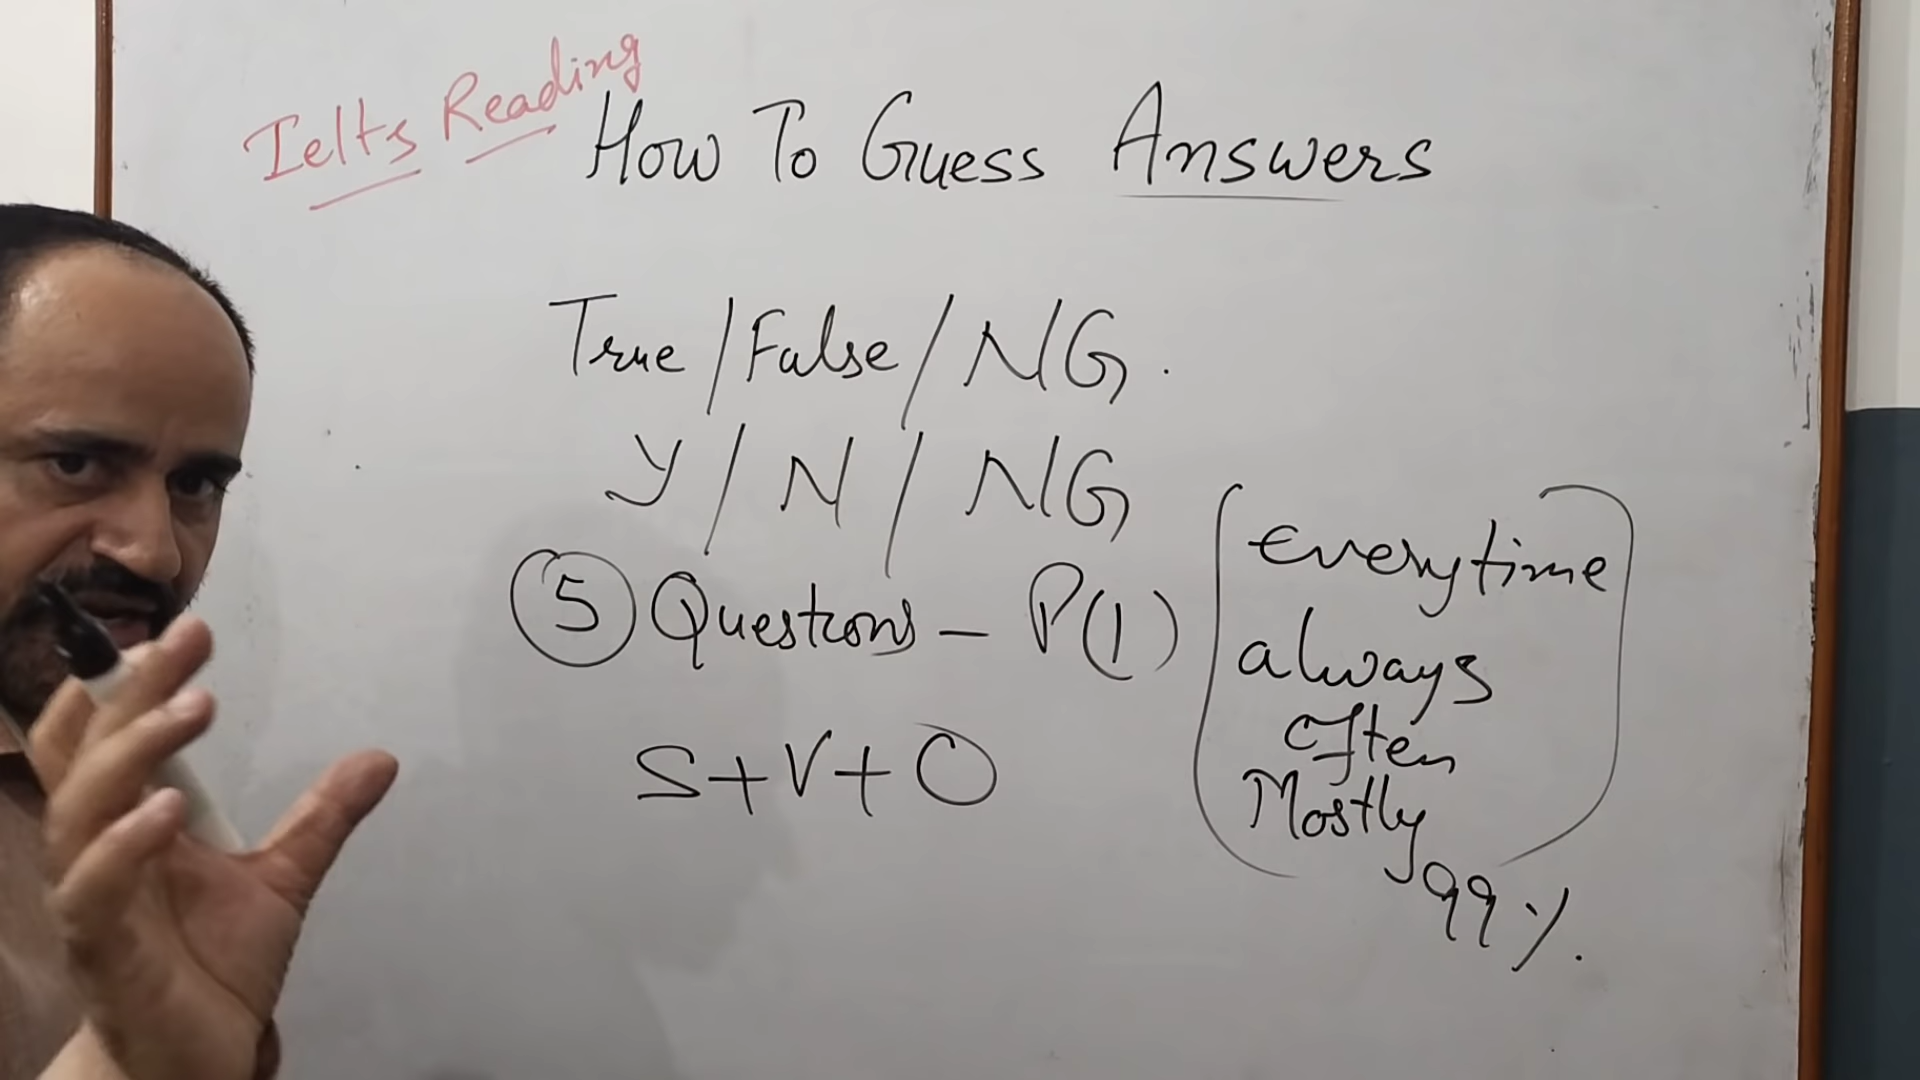 Ielts Reading
How To Guess Answers
True/False/NG.
Y/N/NG
5 Questions - P(1)
S+V+O
everytime
always
often
Mostly
99%.